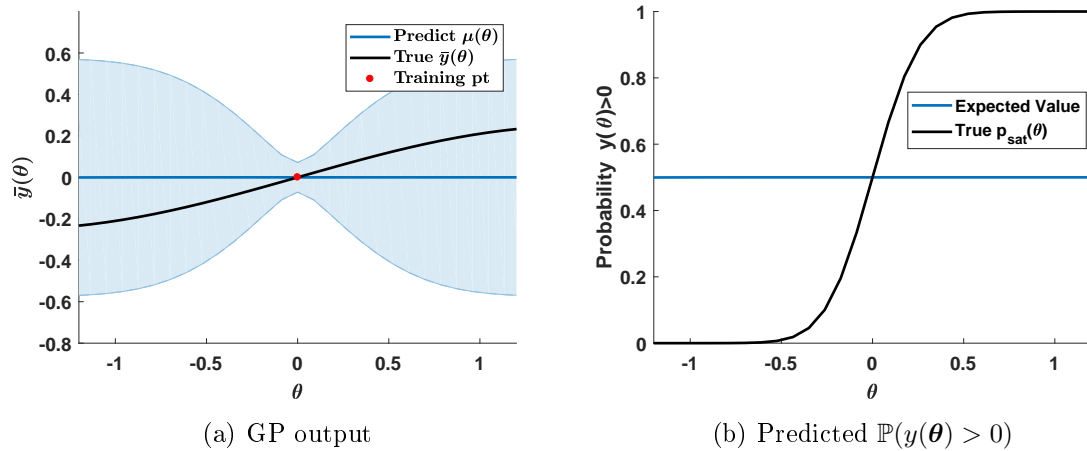 0.6
0.4
0.2
0
-0.2
-0.4
-0.6
-0.8
ȳ(θ)
Predict μ(θ)
True ȳ(θ)
Training pt
-1 -0.5 0 0.5 1
θ
(a) GP output
1
0.8
0.6
0.4
0.2
0
Probability y(θ)>0
Expected Value
True p_sat(θ)
-1 -0.5 0 0.5 1
θ
(b) Predicted ℙ(y(θ) > 0)